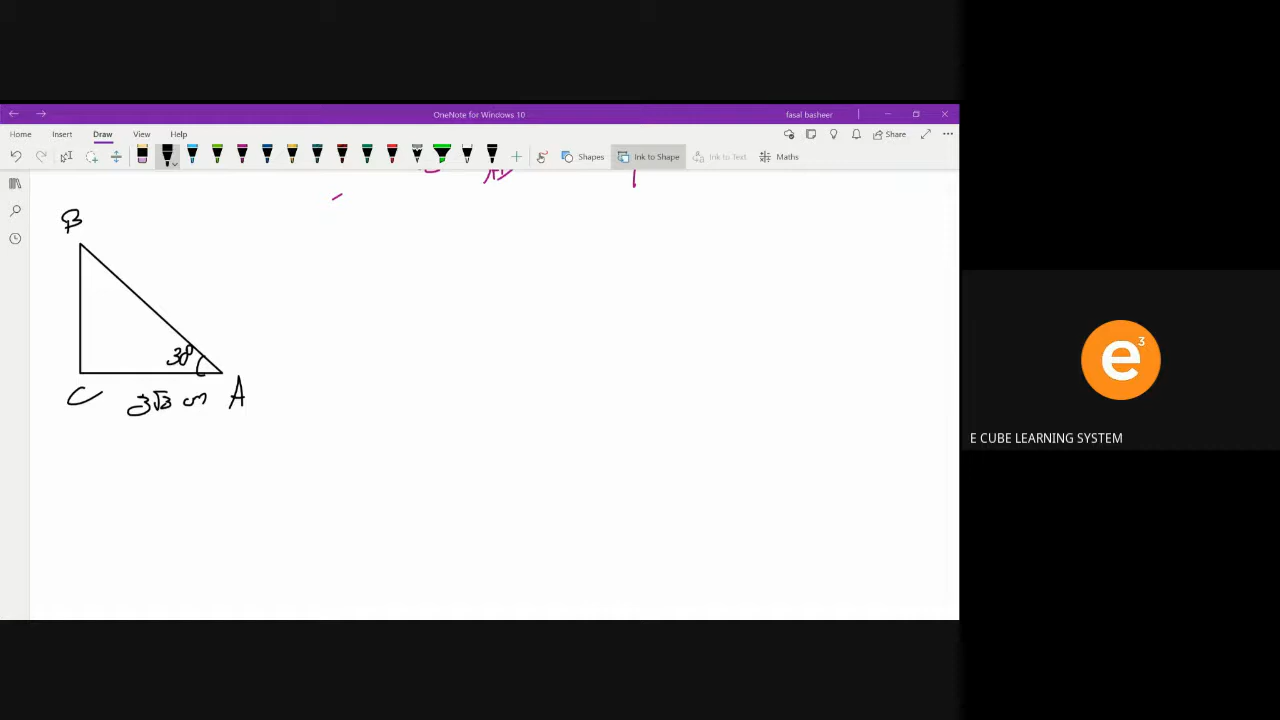 OneNote for Windows 10
fasal basheer
Home Insert Draw View Help
Share
Shapes Ink to Shape Ink to Text Maths
B
30°
C 3√3 cm A
e3
E CUBE LEARNING SYSTEM